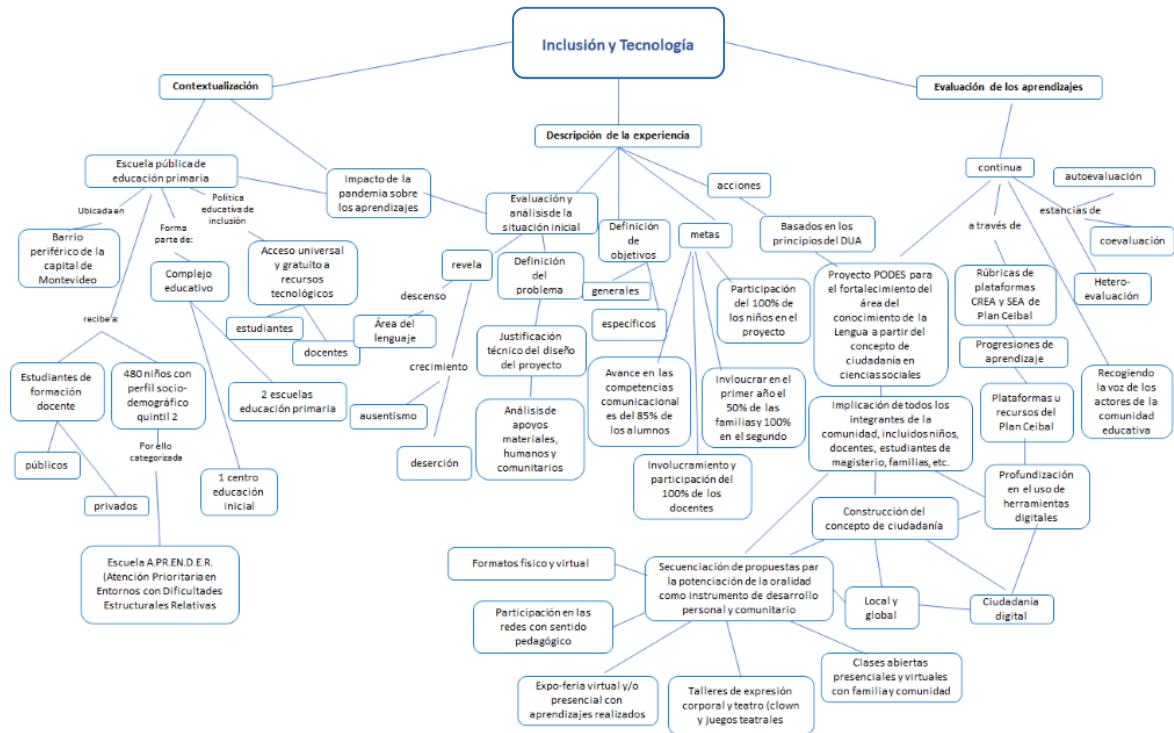 Inclusión y Tecnología
Contextualización
Evaluación de los aprendizajes
Descripción de la experiencia
Escuela pública de
educación primaria
Impacto de la
pandemia sobre
los aprendizajes
Ubicada en
Forma
parte de:
Política
educativa de
inclusión
Barrio
periférico de la
capital de
Montevideo
Complejo
educativo
Acceso universal
y gratuito a
recursos
tecnológicos
estudiantes
docentes
recibe a:
Estudiantes de
formación
docente
480 niños con
perfil socio-
demográfico
quintil 2
2 escuelas
educación primaria
Por ello
categorizada
públicos
privados
1 centro
educación
inicial
Escuela A.PR.EN.D.E.R.
(Atención Prioritaria en
Entornos con Dificultades
Estructurales Relativas
Evaluación y
análisis de la
situación inicial
Definición
de objetivos
metas
acciones
revela
Definición
del
problema
generales
específicos
descenso
Área del
lenguaje
crecimiento
ausentismo
deserción
Justificación
técnico del diseño
del proyecto
Análisis de
apoyos
materiales,
humanos y
comunitarios
Participación
del 100% de
los niños en el
proyecto
Avance en las
competencias
comunicacional
es del 85% de
los alumnos
Invloucrar en el
primer año el
50% de las
familias y 100%
en el segundo
Involucramiento y
participación del
100% de los
docentes
Basados en los
principios del DUA
Proyecto PODES para
el fortalecimiento del
área del
conocimiento de la
Lengua a partir del
concepto de
ciudadanía en
ciencias sociales
Implicación de todos los
integrantes de la
comunidad, incluidos niños,
docentes, estudiantes de
magisterio, familias, etc.
Construcción del
concepto de ciudadanía
Secuenciación de propuestas par
la potenciación de la oralidad
como instrumento de desarrollo
personal y comunitario
Local y
global
Ciudadanía
digital
Formatos físico y virtual
Participación en las
redes con sentido
pedagógico
Expo-feria virtual y/o
presencial con
aprendizajes realizados
Talleres de expresión
corporal y teatro (clown
y juegos teatrales
Clases abiertas
presenciales y virtuales
con familia y comunidad
continua
autoevaluación
estancias de
coevaluación
Hetero-
evaluación
a través de
Rúbricas de
plataformas
CREA y SEA de
Plan Ceibal
Progresiones de
aprendizaje
Plataformas u
recursos del
Plan Ceibal
Profundización
en el uso de
herramientas
digitales
Recogiendo
la voz de los
actores de la
comunidad
educativa